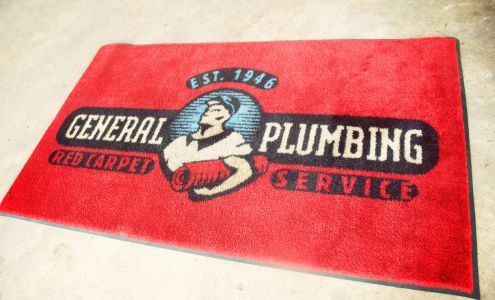 EST. 1946
GENERAL PLUMBING
RED CARPET SERVICE